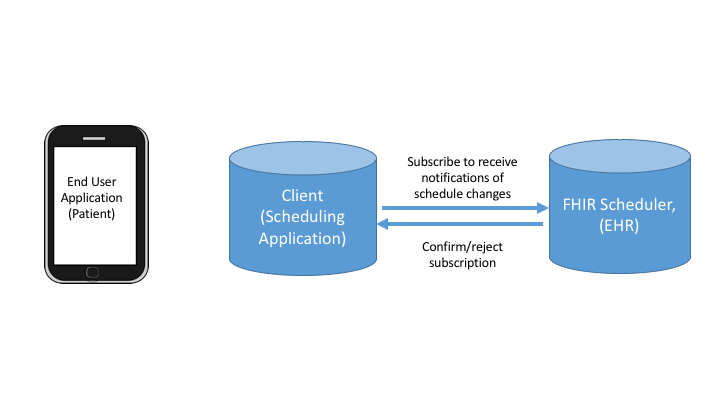 End User
Application
(Patient)
Client
(Scheduling
Application)
Subscribe to receive
notifications of
schedule changes
Confirm/reject
subscription
FHIR Scheduler,
(EHR)